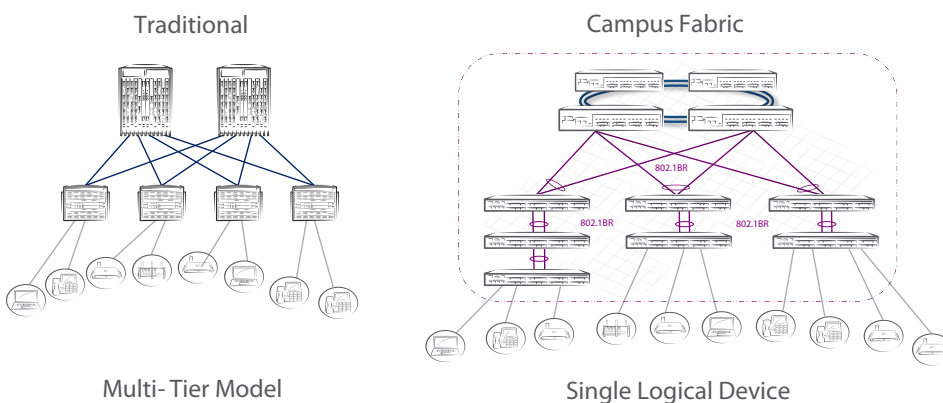 Traditional
Campus Fabric
802.1BR
802.1BR
802.1BR
Multi- Tier Model
Single Logical Device